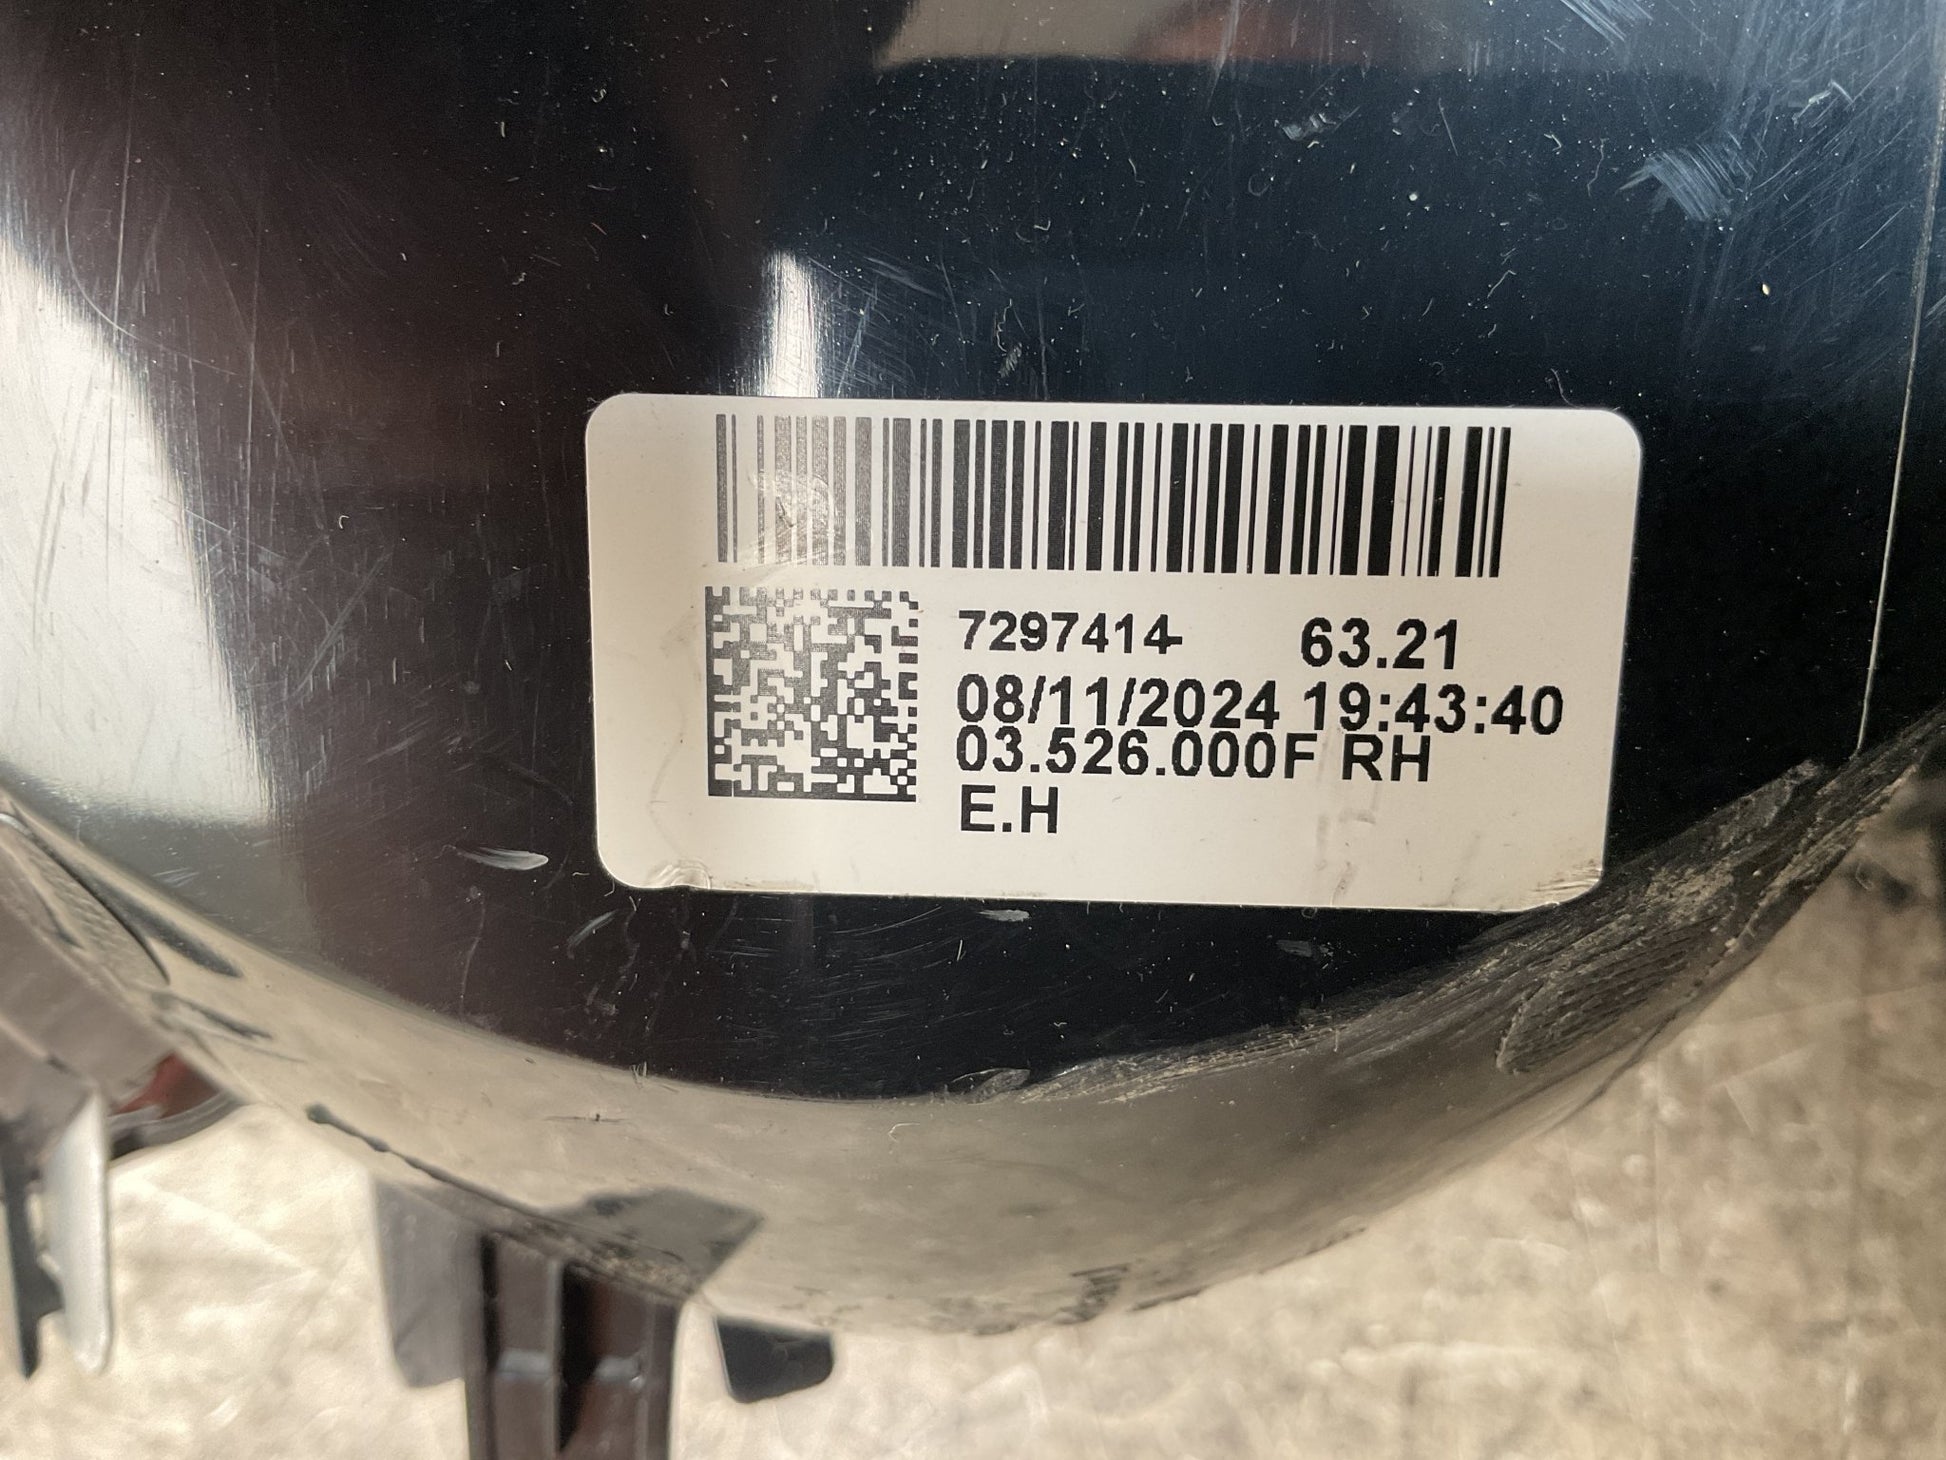 7297414- 63.21
08/11/2024 19:43:40
03.526.000F RH
E.H